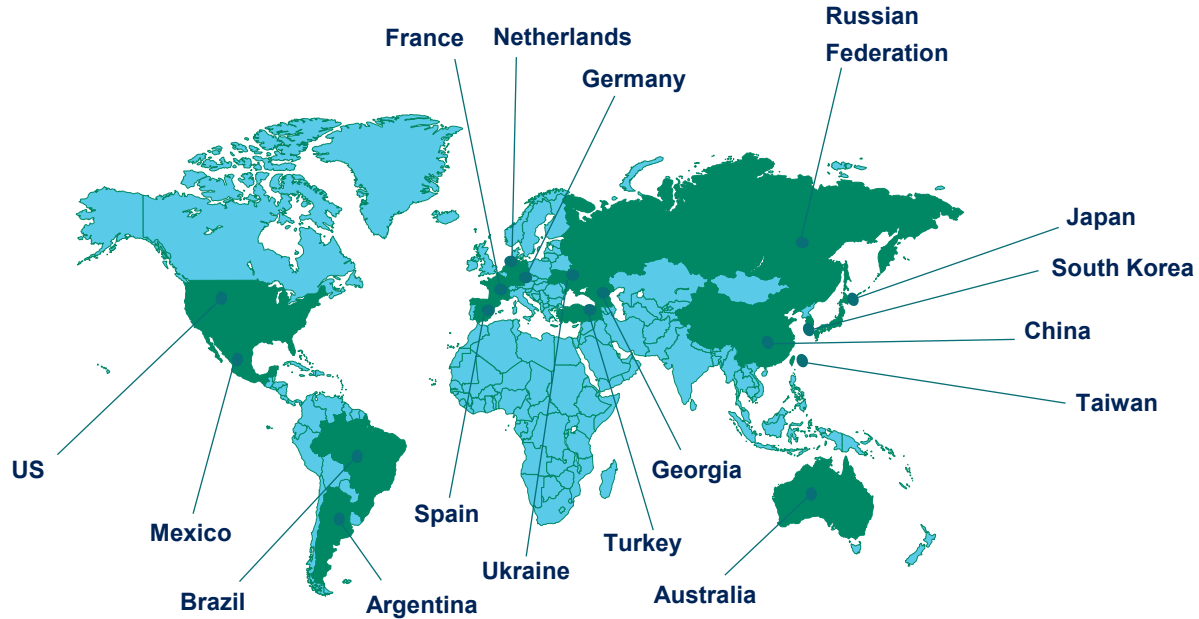 Russian
Federation
France
Netherlands
Germany
Japan
South Korea
China
Taiwan
US
Mexico
Brazil
Argentina
Spain
Ukraine
Turkey
Georgia
Australia